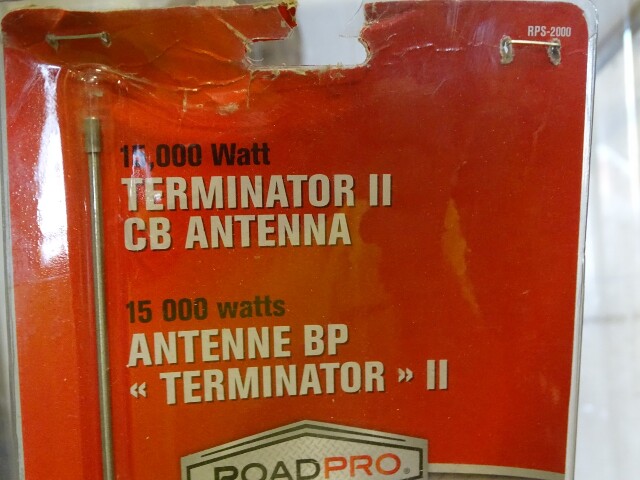 RPS-2000
15,000 Watt
TERMINATOR II
CB ANTENNA
15 000 watts
ANTENNE BP
« TERMINATOR » II
ROADPRO®